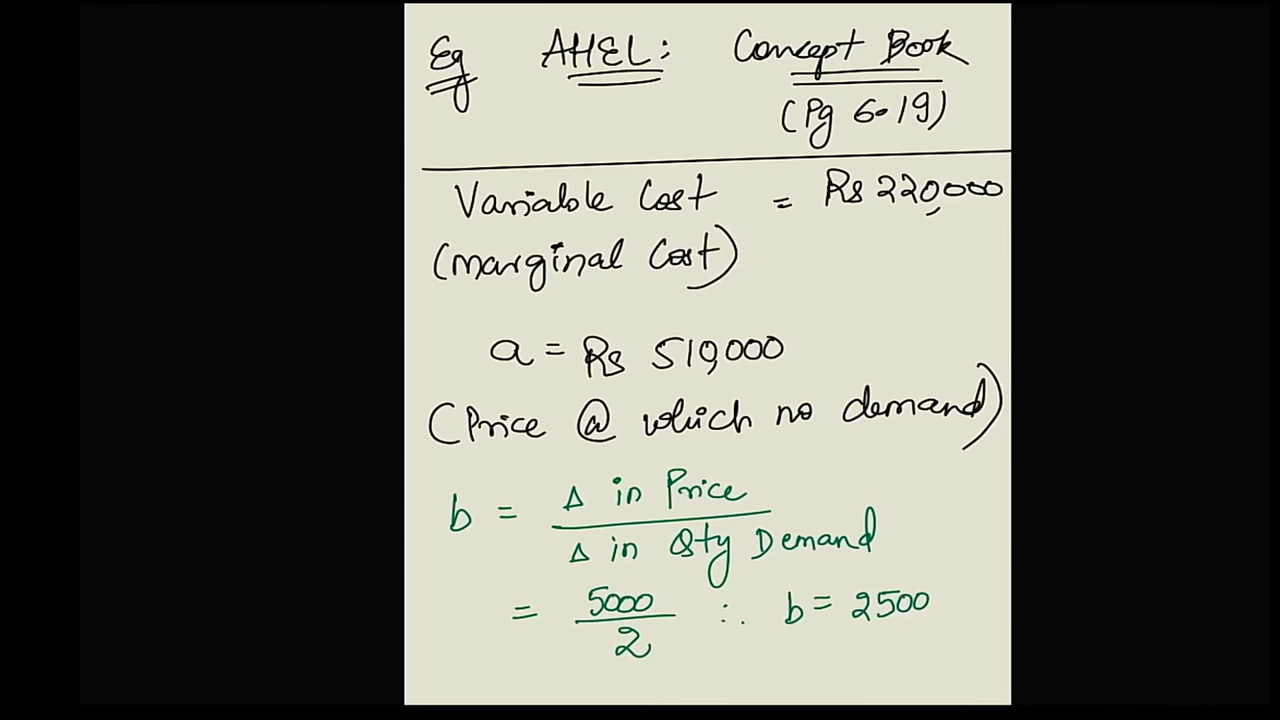 Eg AHEL: Concept Book
(Pg 6.19)
Variable Cost = Rs 220,000
(marginal Cost)
a = Rs 510,000
(Price @ which no demand)
b = Δ in Price
Δ in Qty Demand
= 5000 ∴ b = 2500
2